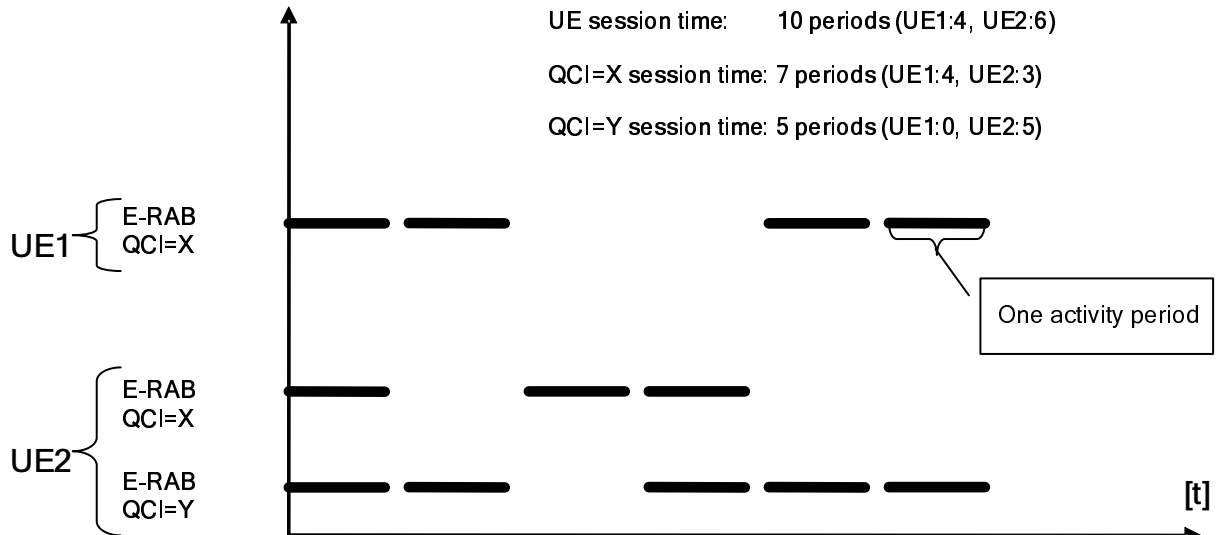 UE session time: 10 periods (UE1:4, UE2:6)
QCI=X session time: 7 periods (UE1:4, UE2:3)
QCI=Y session time: 5 periods (UE1:0, UE2:5)
UE1
E-RAB
QCI=X
One activity period
UE2
E-RAB
QCI=X
E-RAB
QCI=Y
[t]